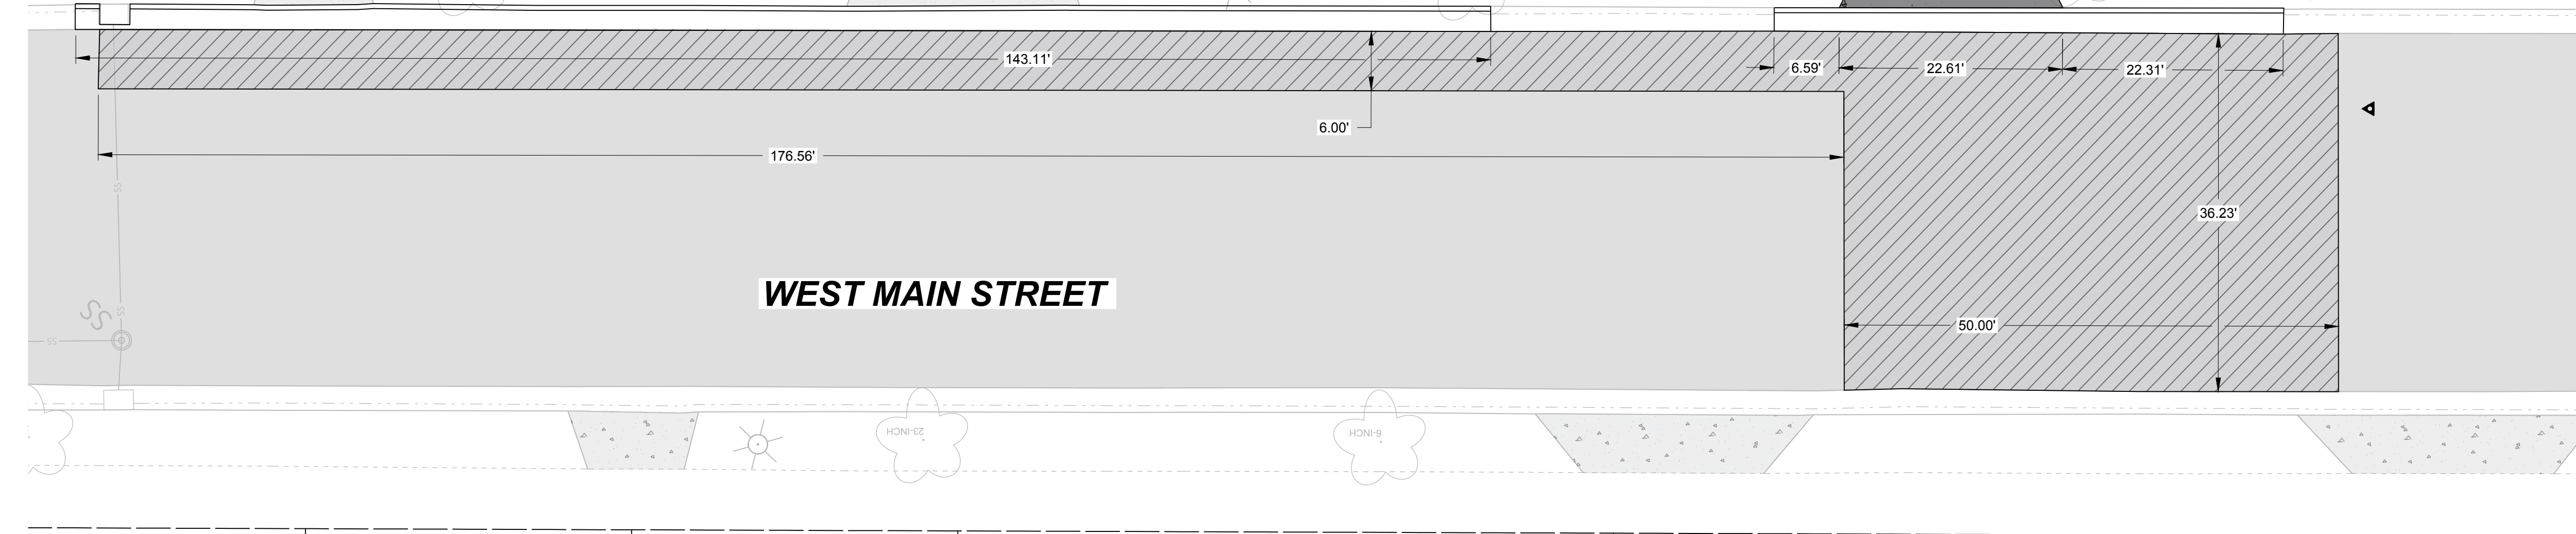 143.11'
6.59'
22.61'
22.31'
6.00'
176.56'
36.23'
WEST MAIN STREET
50.00'
SS
SS
SS
SS
23-INCH
6-INCH